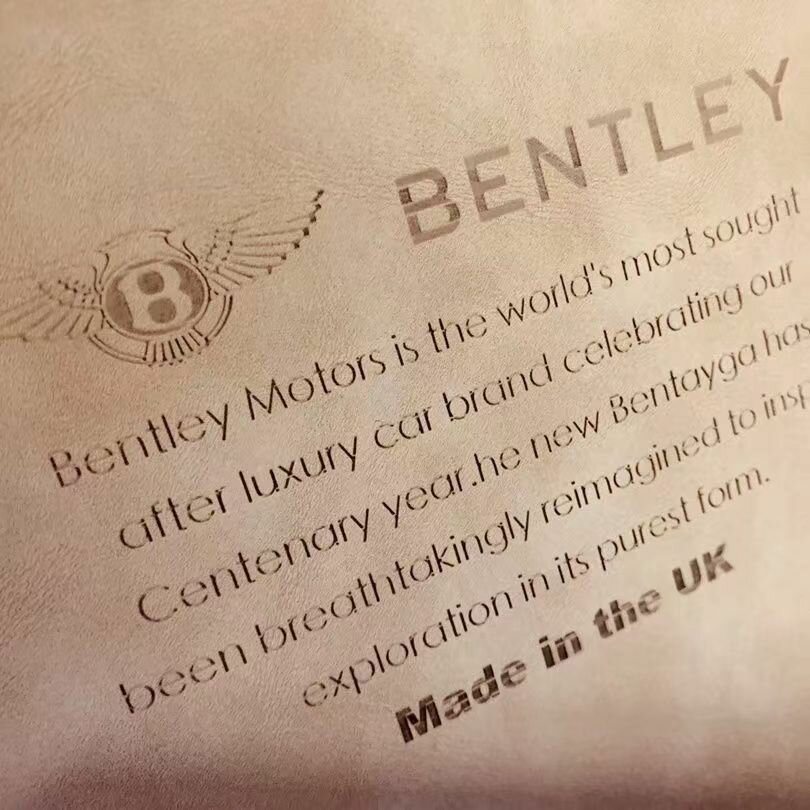 BENTLEY
B
Bentley Motors is the world's most sought
after luxury car brand celebrating our
Centenary year.he new Bentayga has
been breathtakingly reimagined to
exploration in its purest form.
Made in the UK